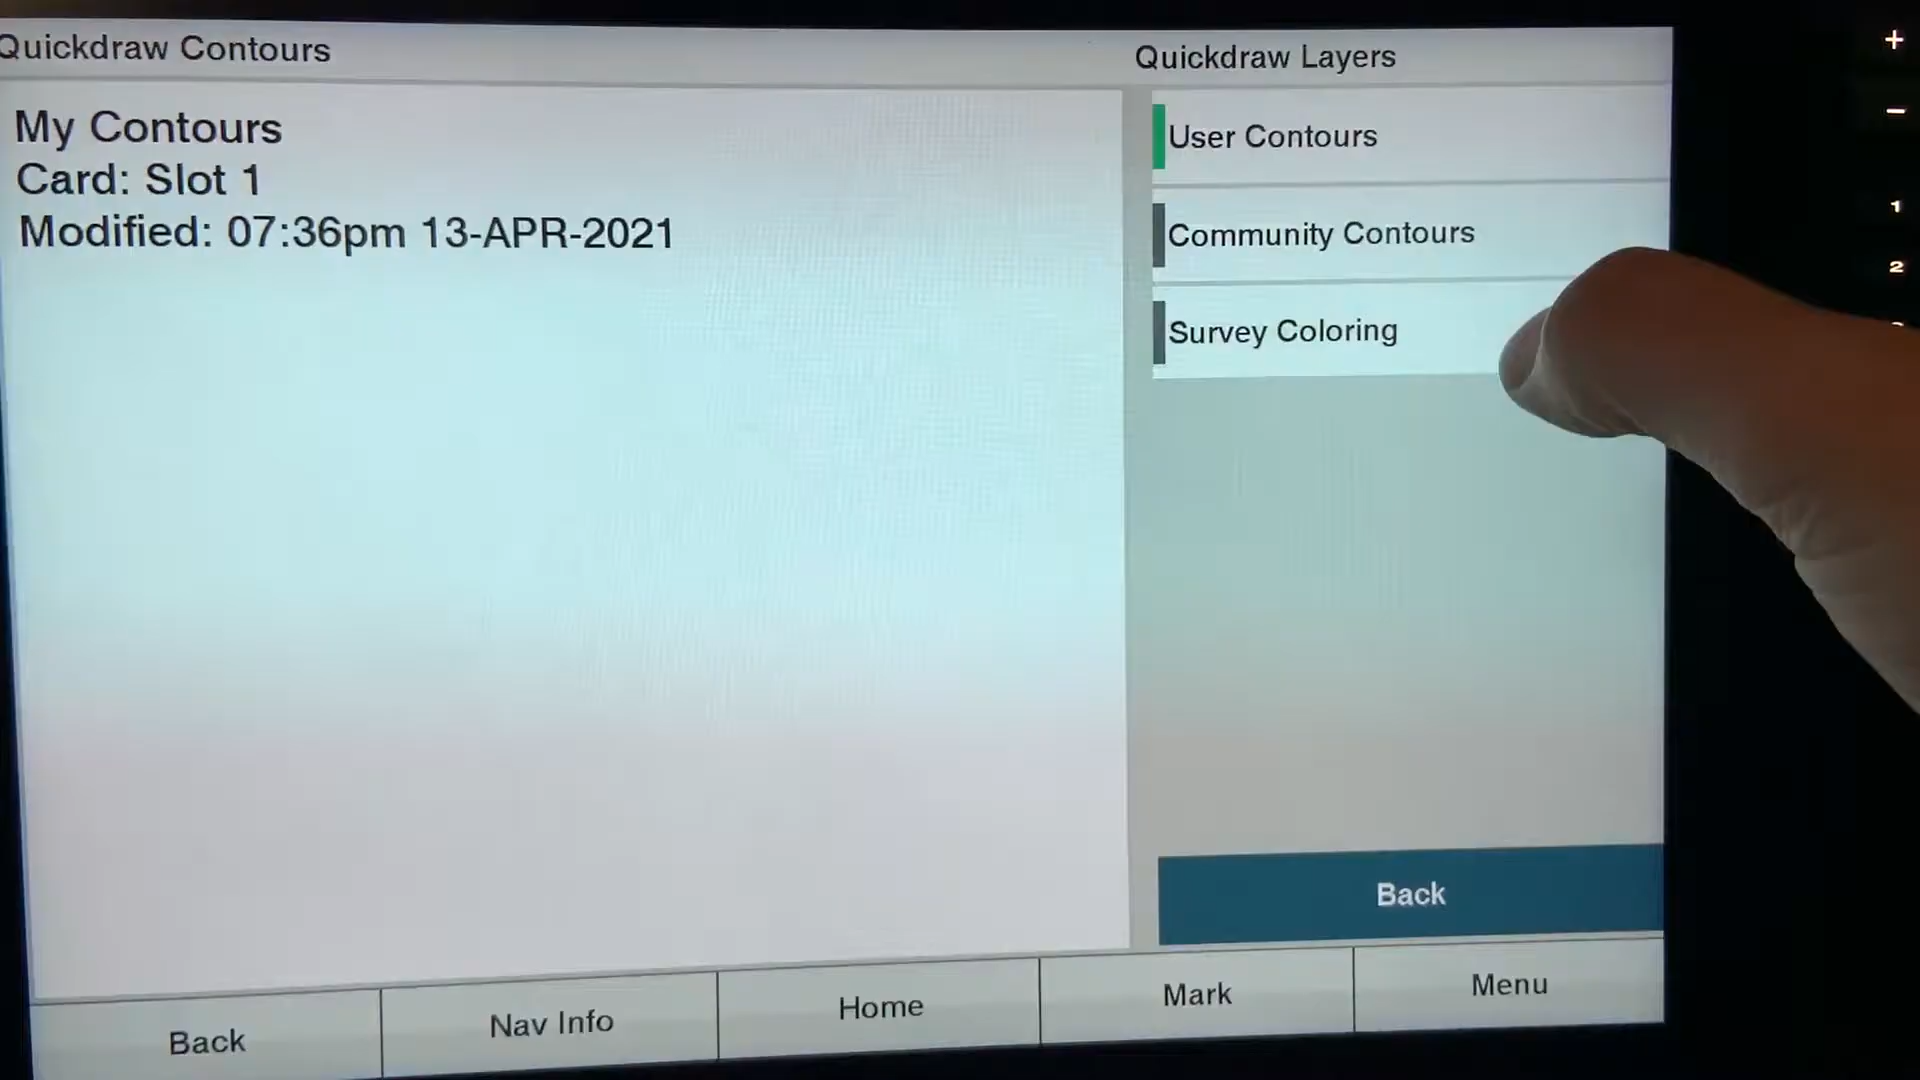 Quickdraw Contours
Quickdraw Layers
My Contours
Card: Slot 1
Modified: 07:36pm 13-APR-2021
User Contours
Community Contours
Survey Coloring
Back
Back
Nav Info
Home
Mark
Menu
+
-
1
2